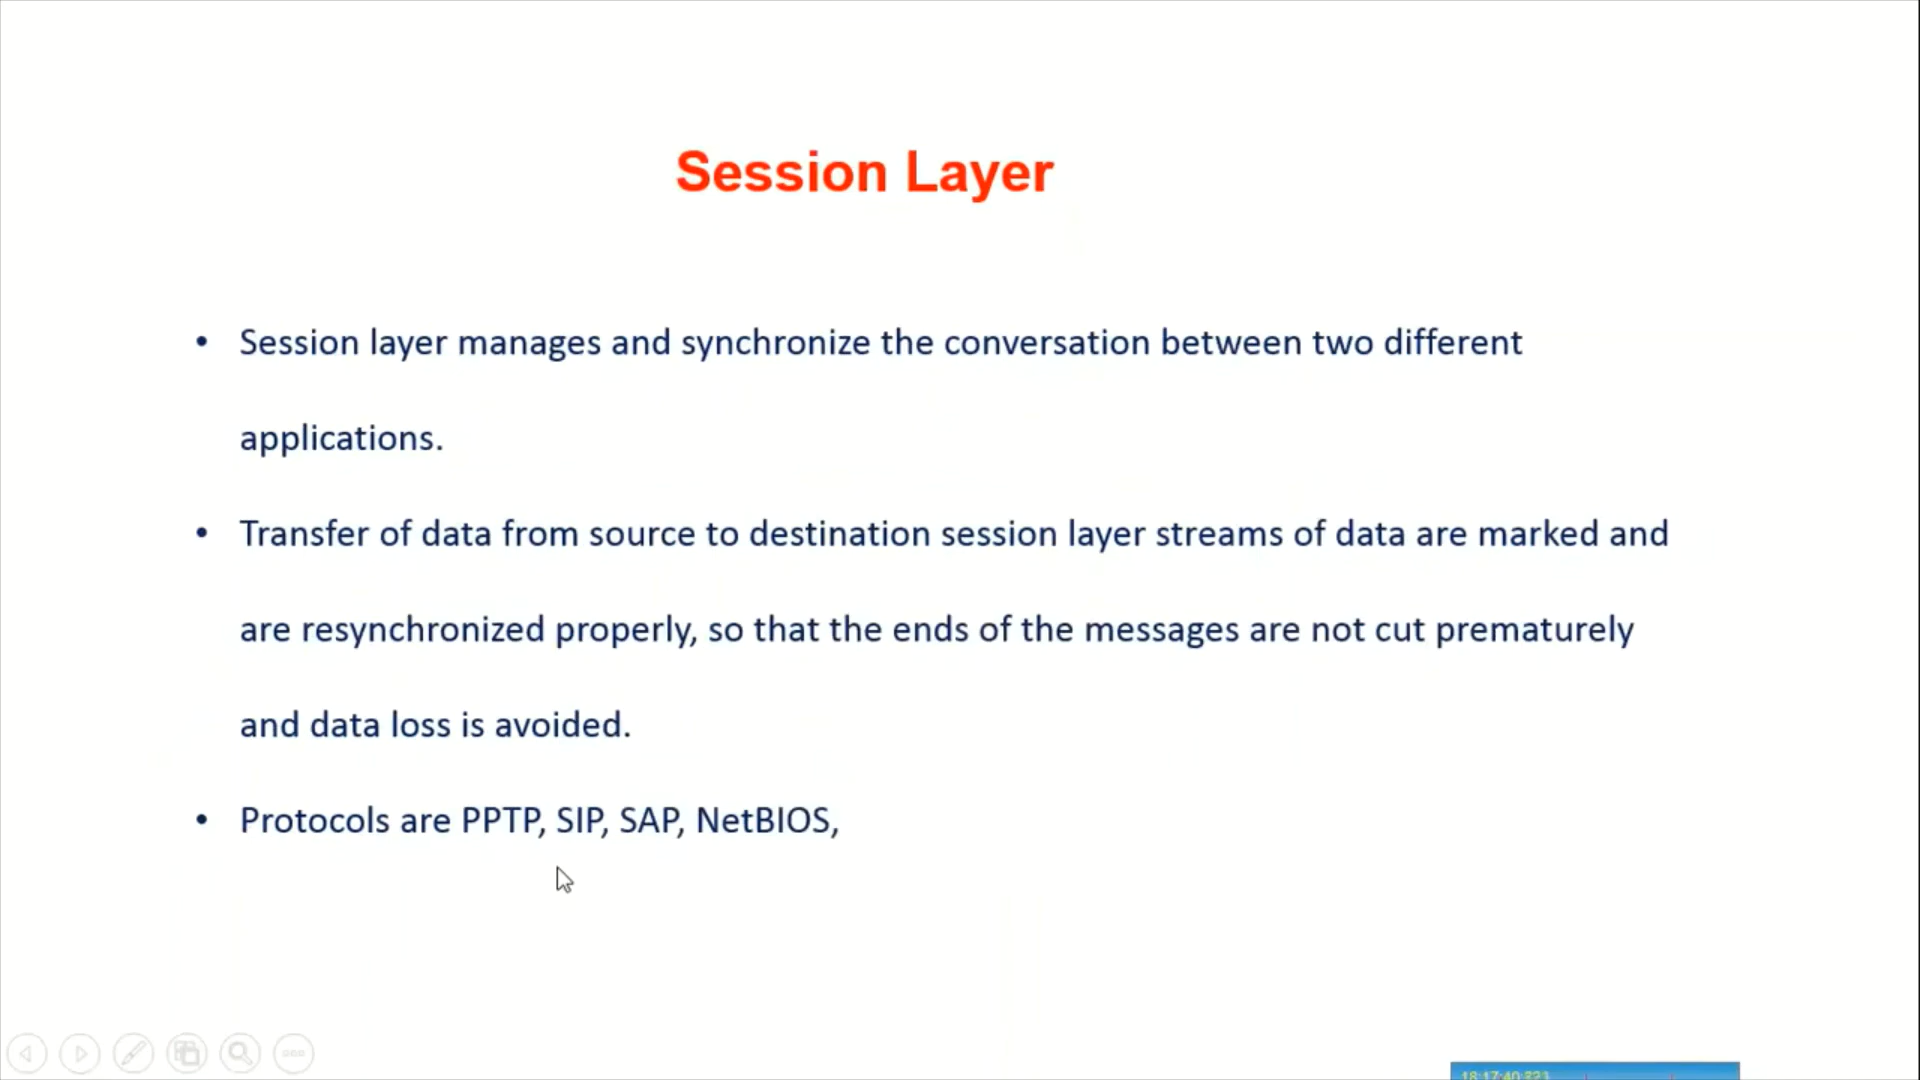 Session Layer
• Session layer manages and synchronize the conversation between two different
applications.
• Transfer of data from source to destination session layer streams of data are marked and
are resynchronized properly, so that the ends of the messages are not cut prematurely
and data loss is avoided.
• Protocols are PPTP, SIP, SAP, NetBIOS,